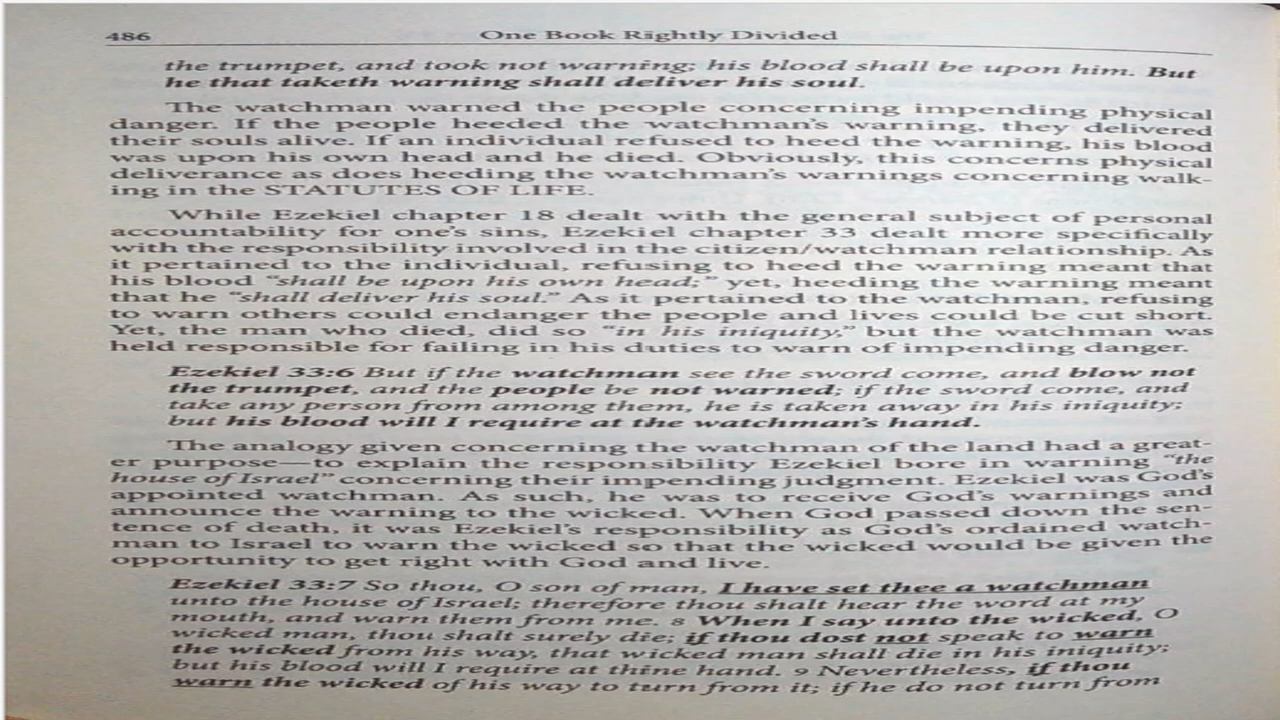 486
One Book Rightly Divided
the trumpet, and took not warning; his blood shall be upon him. But
he that taketh warning shall deliver his soul.
The watchman warned the people concerning impending physical
danger. If the people heeded the watchman's warning, they delivered
their souls alive. If an individual refused to heed the warning, his blood
was upon his own head and he died. Obviously, this concerns physical
deliverance as does heeding the watchman's warnings concerning walk-
ing in the STATUTES OF LIFE.
While Ezekiel chapter 18 dealt with the general subject of personal
accountability for one's sins, Ezekiel chapter 33 dealt more specifically
with the responsibility involved in the citizen/watchman relationship. As
it pertained to the individual, refusing to heed the warning meant that
his blood "shall be upon his own head;" yet, heeding the warning meant
that he "shall deliver his soul." As it pertained to the watchman, refusing
to warn others could endanger the people and lives could be cut short.
Yet, the man who died, did so "in his iniquity," but the watchman was
held responsible for failing in his duties to warn of impending danger.
Ezekiel 33:6 But if the watchman see the sword come, and blow not
the trumpet, and the people be not warned; if the sword come, and
take any person from among them, he is taken away in his iniquity;
but his blood will I require at the watchman's hand.
The analogy given concerning the watchman of the land had a great-
er purpose—to explain the responsibility Ezekiel bore in warning "the
house of Israel" concerning their impending judgment. Ezekiel was God's
appointed watchman. As such, he was to receive God's warnings and
announce the warning to the wicked. When God passed down the sen-
tence of death, it was Ezekiel's responsibility as God's ordained watch-
man to Israel to warn the wicked so that the wicked would be given the
opportunity to get right with God and live.
Ezekiel 33:7 So thou, O son of man, I have set thee a watchman
unto the house of Israel; therefore thou shalt hear the word at my
mouth, and warn them from me. 8 When I say unto the wicked, O
wicked man, thou shalt surely die; if thou dost not speak to warn
the wicked from his way, that wicked man shall die in his iniquity;
but his blood will I require at thine hand. 9 Nevertheless, if thou
warn the wicked of his way to turn from it; if he do not turn from